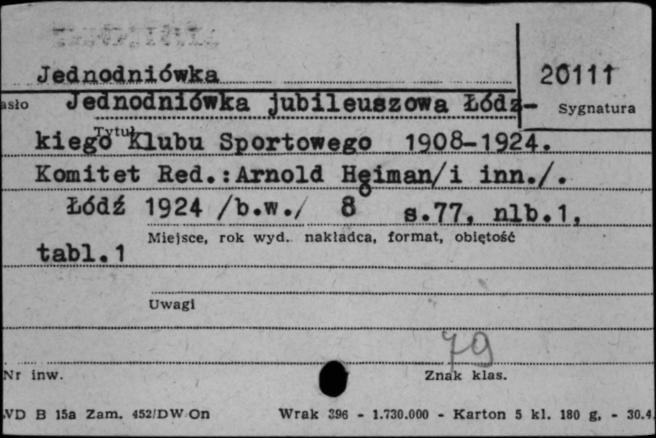 Jednodniówka
20111
asło Jednodniówka jubileuszowa Łódz-
Sygnatura
Tytuł
kiego Klubu Sportowego 1908-1924.
Komitet Red.:Arnold Heiman/i inn./.
Łódź 1924 /b.w./ 8° s.77, nlb.1,
Miejsce, rok wyd. nakładca, format, objętość
tabl.1
Uwagi
79
Nr inw.
Znak klas.
WD B 15a Zam. 452/DW On Wrak 396 - 1.730.000 - Karton 5 kl. 180 g. - 30.4.